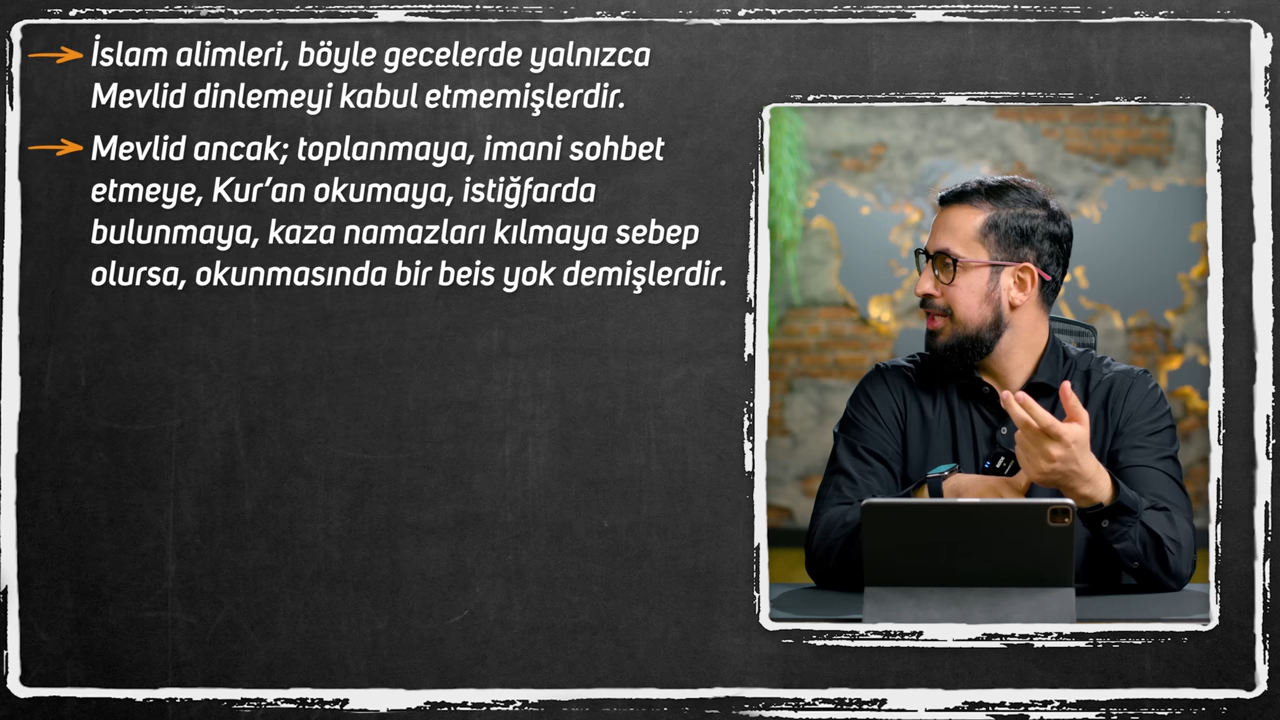 İslam alimleri, böyle gecelerde yalnızca
Mevlid dinlemeyi kabul etmemişlerdir.
Mevlid ancak; toplanmaya, imani sohbet
etmeye, Kur’an okumaya, istiğfarda
bulunmaya, kaza namazları kılmaya sebep
olursa, okunmasında bir beis yok demişlerdir.